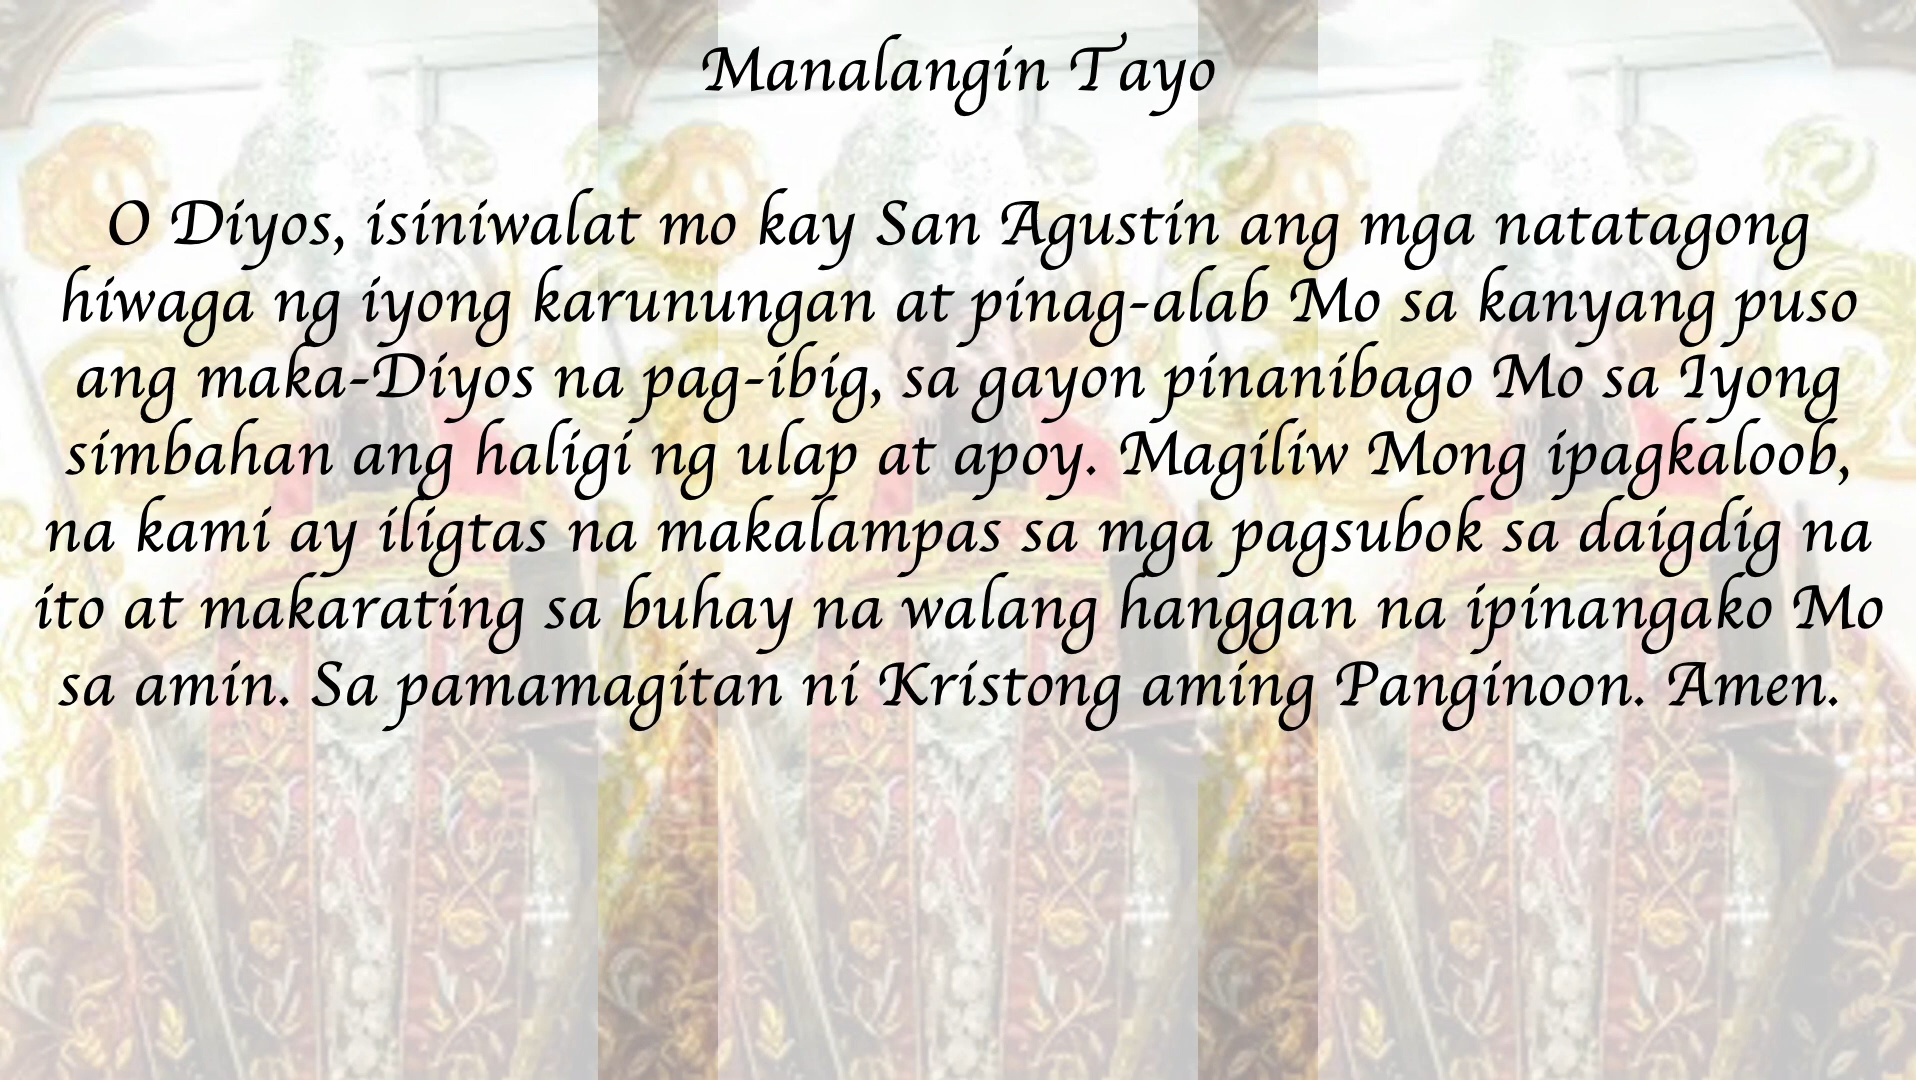 Manalangin Tayo
O Diyos, isiniwalat mo kay San Agustin ang mga natatagong
hiwaga ng iyong karunungan at pinag-alab Mo sa kanyang puso
ang maka-Diyos na pag-ibig, sa gayon pinanibago Mo sa Iyong
simbahan ang haligi ng ulap at apoy. Magiliw Mong ipagkaloob,
na kami ay iligtas na makalampas sa mga pagsubok sa daigdig na
ito at makarating sa buhay na walang hanggan na ipinangako Mo
sa amin. Sa pamamagitan ni Kristong aming Panginoon. Amen.